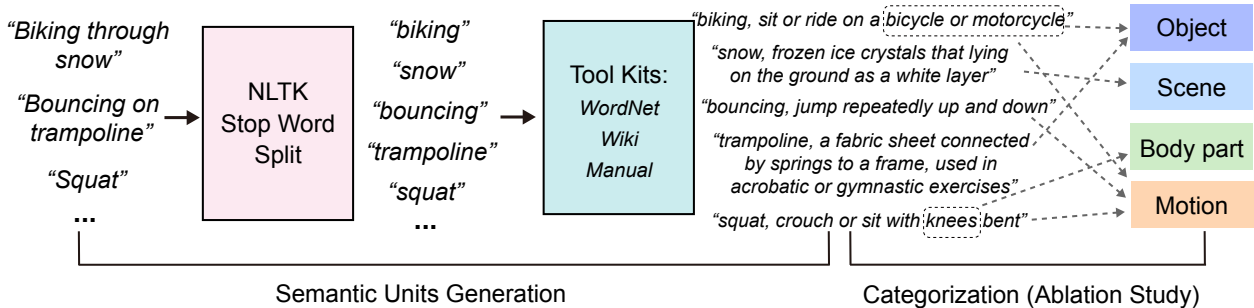 “Biking through
snow”
“Bouncing on
trampoline”
“Squat”
...
NLTK
Stop Word
Split
“biking”
“snow”
“bouncing”
“trampoline”
“squat”
...
Tool Kits:
WordNet
Wiki
Manual
“biking, sit or ride on a bicycle or motorcycle”
“snow, frozen ice crystals that lying
on the ground as a white layer”
“bouncing, jump repeatedly up and down”
“trampoline, a fabric sheet connected
by springs to a frame, used in
acrobatic or gymnastic exercises”
“squat, crouch or sit with knees bent”
Object
Scene
Body part
Motion
Semantic Units Generation
Categorization (Ablation Study)